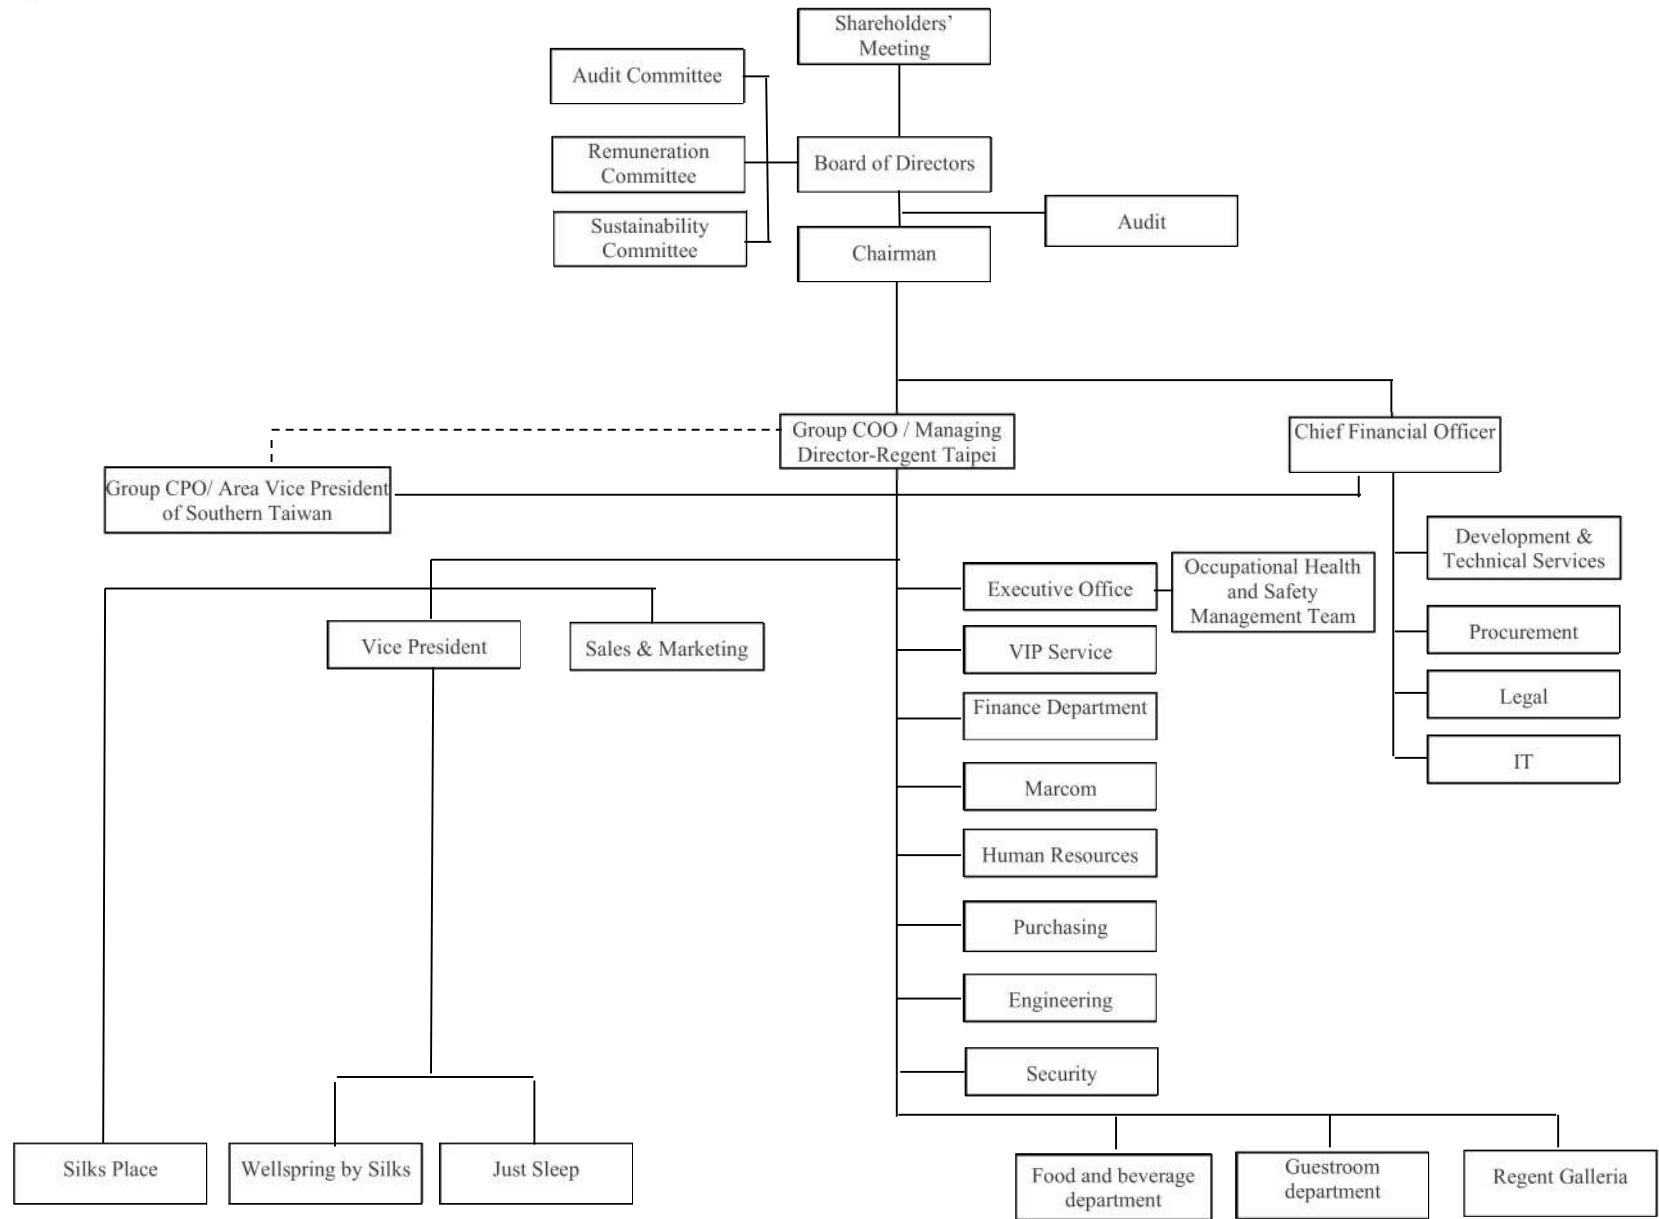 Shareholders’
Meeting
Audit Committee
Remuneration
Committee
Board of Directors
Sustainability
Committee
Audit
Chairman
Group COO / Managing
Director-Regent Taipei
Chief Financial Officer
Group CPO/ Area Vice President
of Southern Taiwan
Development &
Technical Services
Executive Office
Occupational Health
and Safety
Management Team
Procurement
Vice President
Sales & Marketing
VIP Service
Legal
Finance Department
IT
Marcom
Human Resources
Purchasing
Engineering
Security
Silks Place
Wellspring by Silks
Just Sleep
Food and beverage
department
Guestroom
department
Regent Galleria